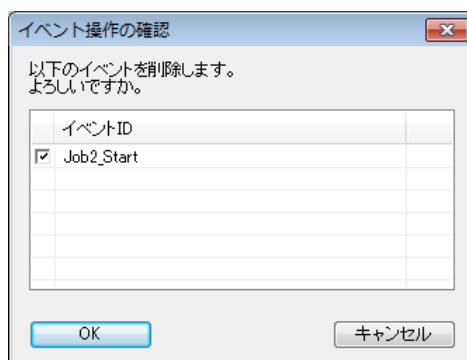 イベント操作の確認
以下のイベントを削除します。
よろしいですか。
イベントID
Job2_Start
OK
キャンセル